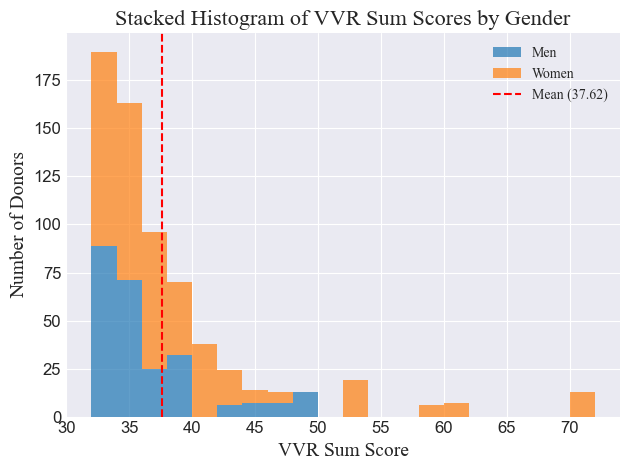 Stacked Histogram of VVR Sum Scores by Gender
Men
Women
Mean (37.62)
Number of Donors
175
150
125
100
75
50
25
0
30 35 40 45 50 55 60 65 70
VVR Sum Score